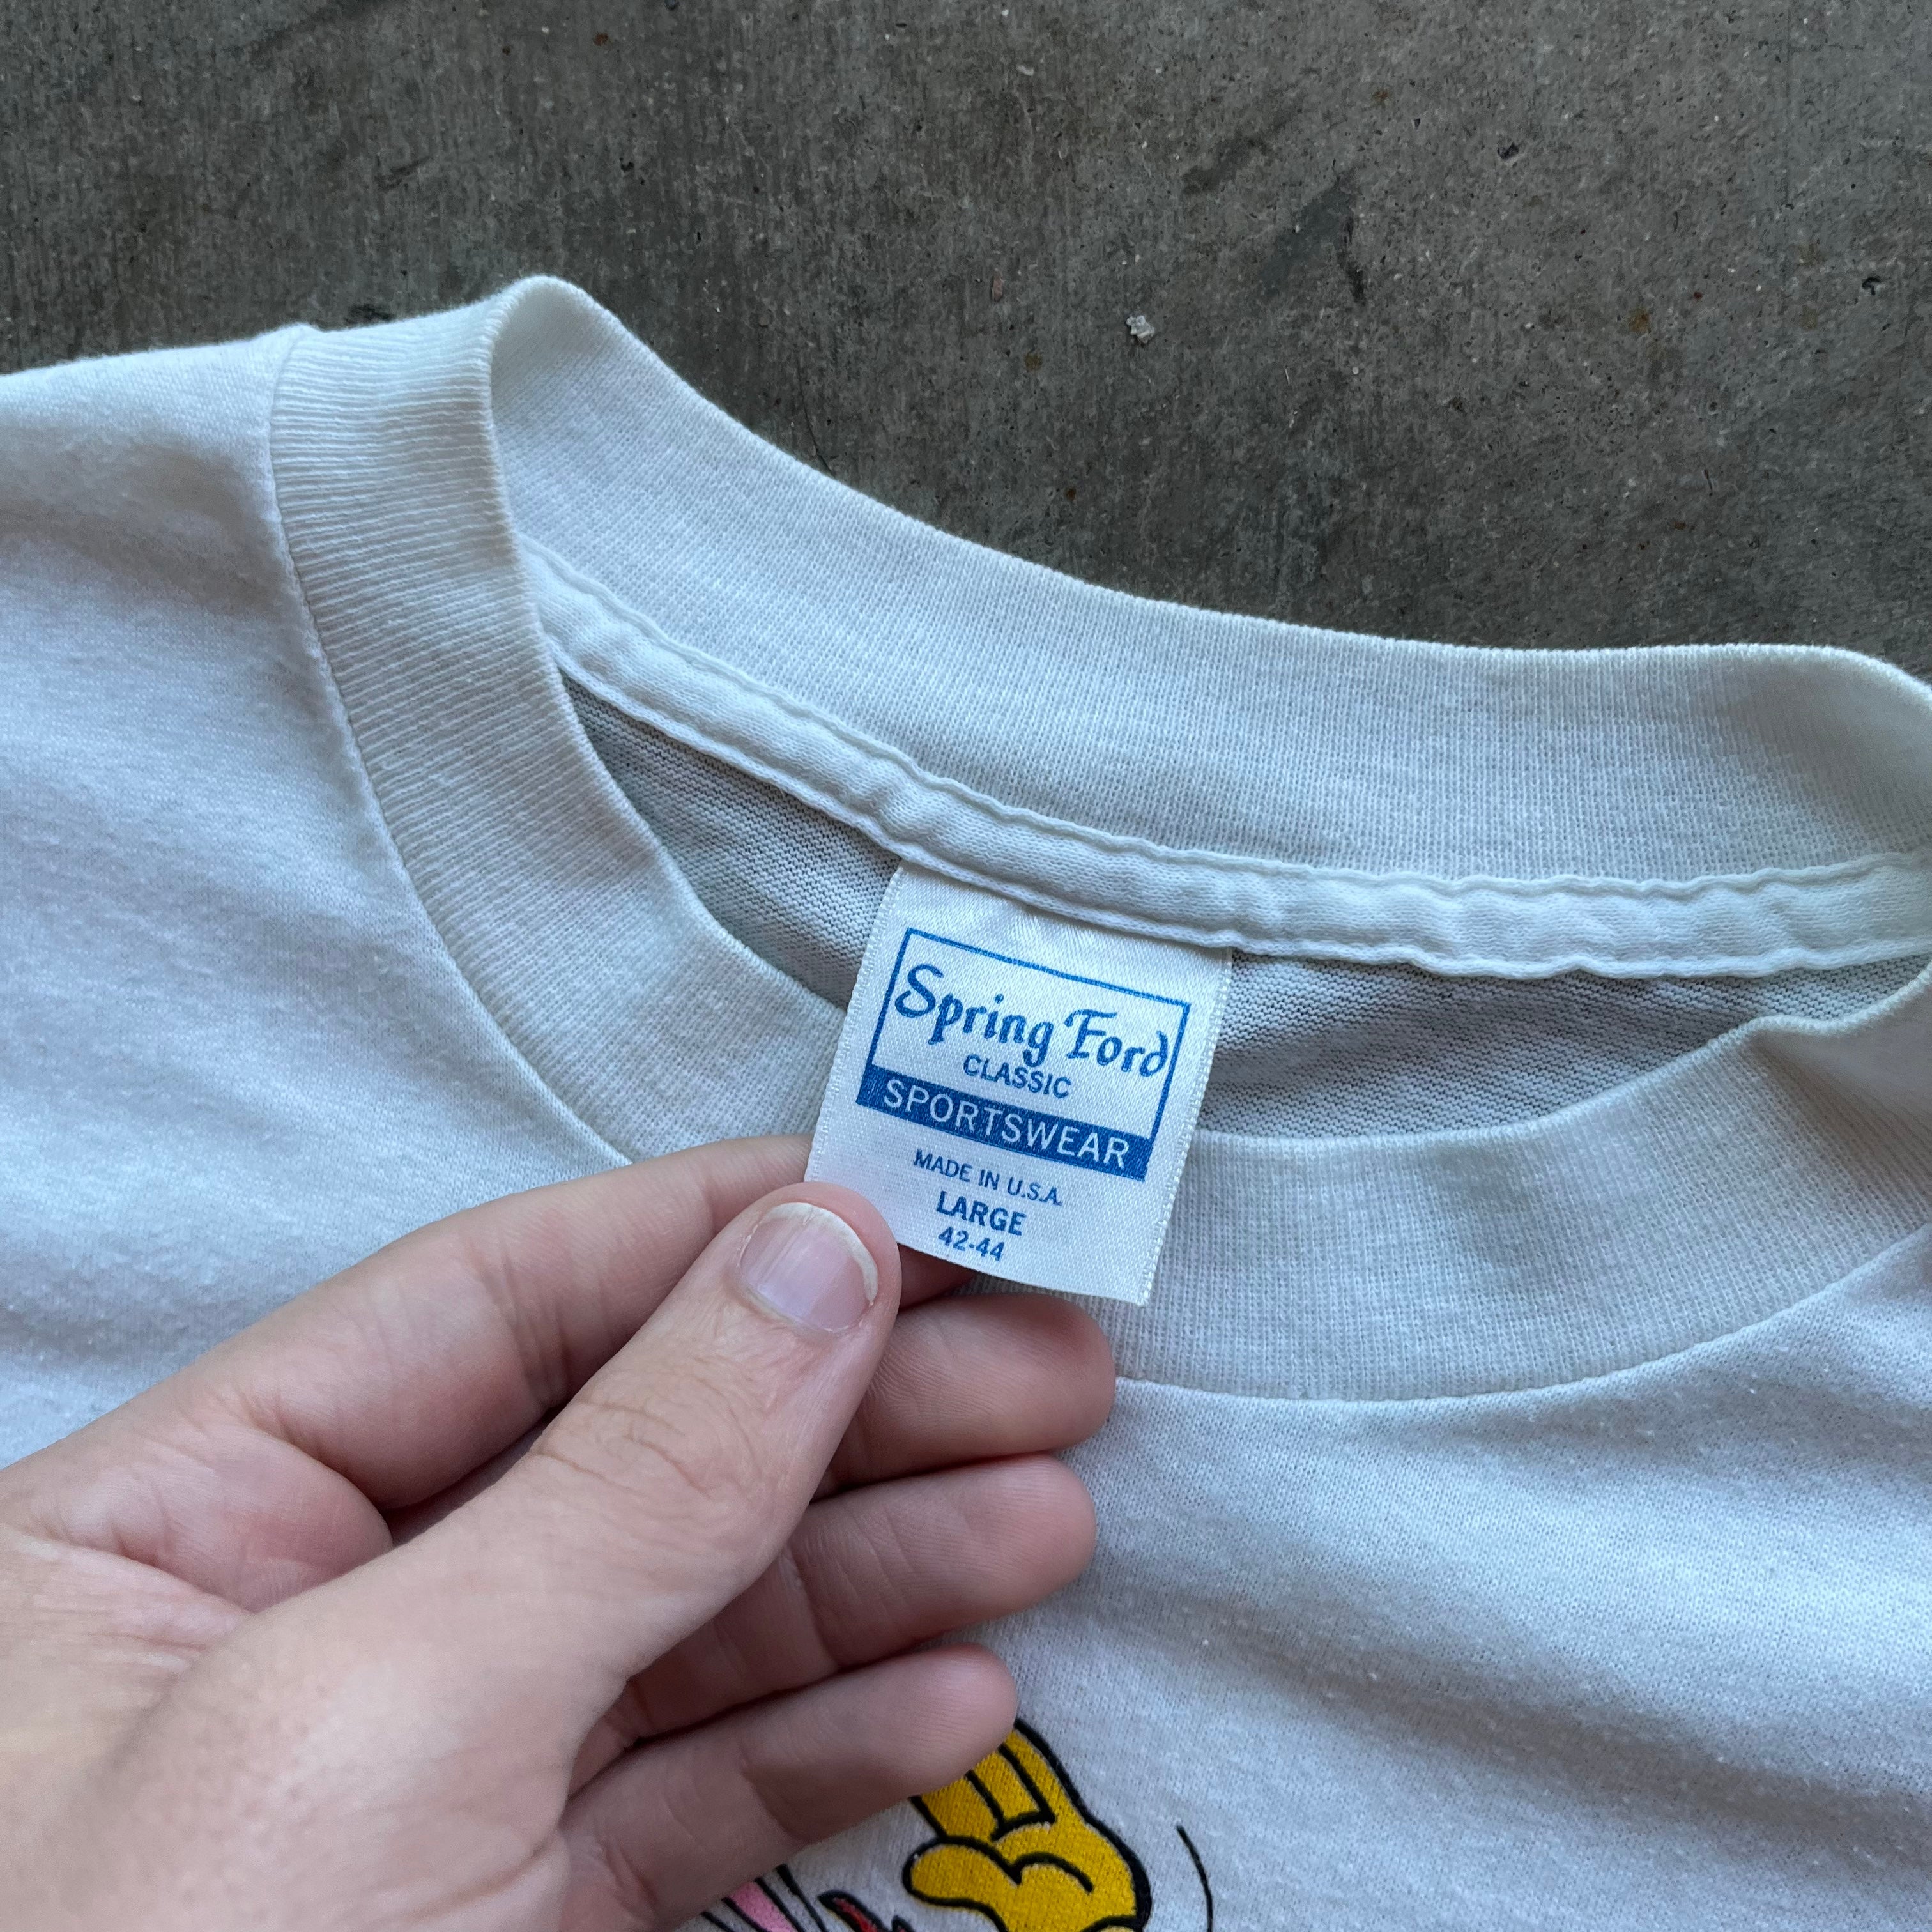 Spring Ford
CLASSIC
SPORTSWEAR
MADE IN U.S.A.
LARGE
42-44